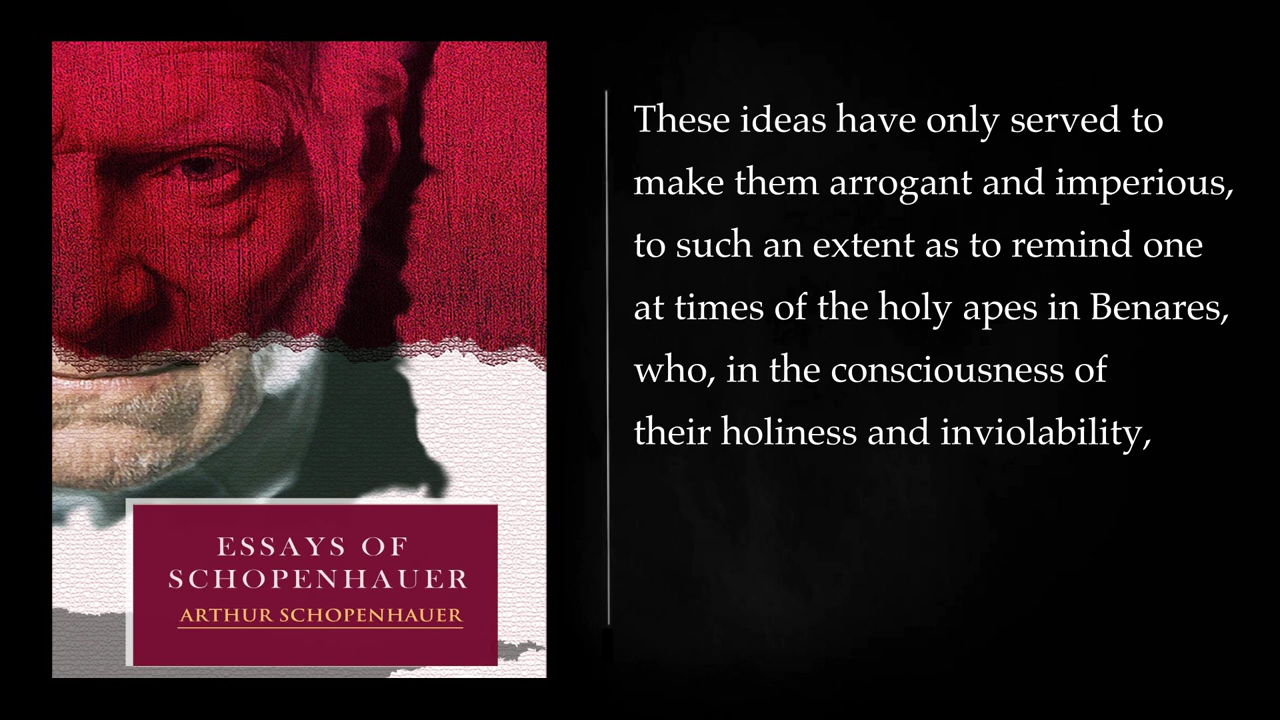 ESSAYS OF
SCHOPENHAUER
ARTHUR SCHOPENHAUER
These ideas have only served to
make them arrogant and imperious,
to such an extent as to remind one
at times of the holy apes in Benares,
who, in the consciousness of
their holiness and inviolability,